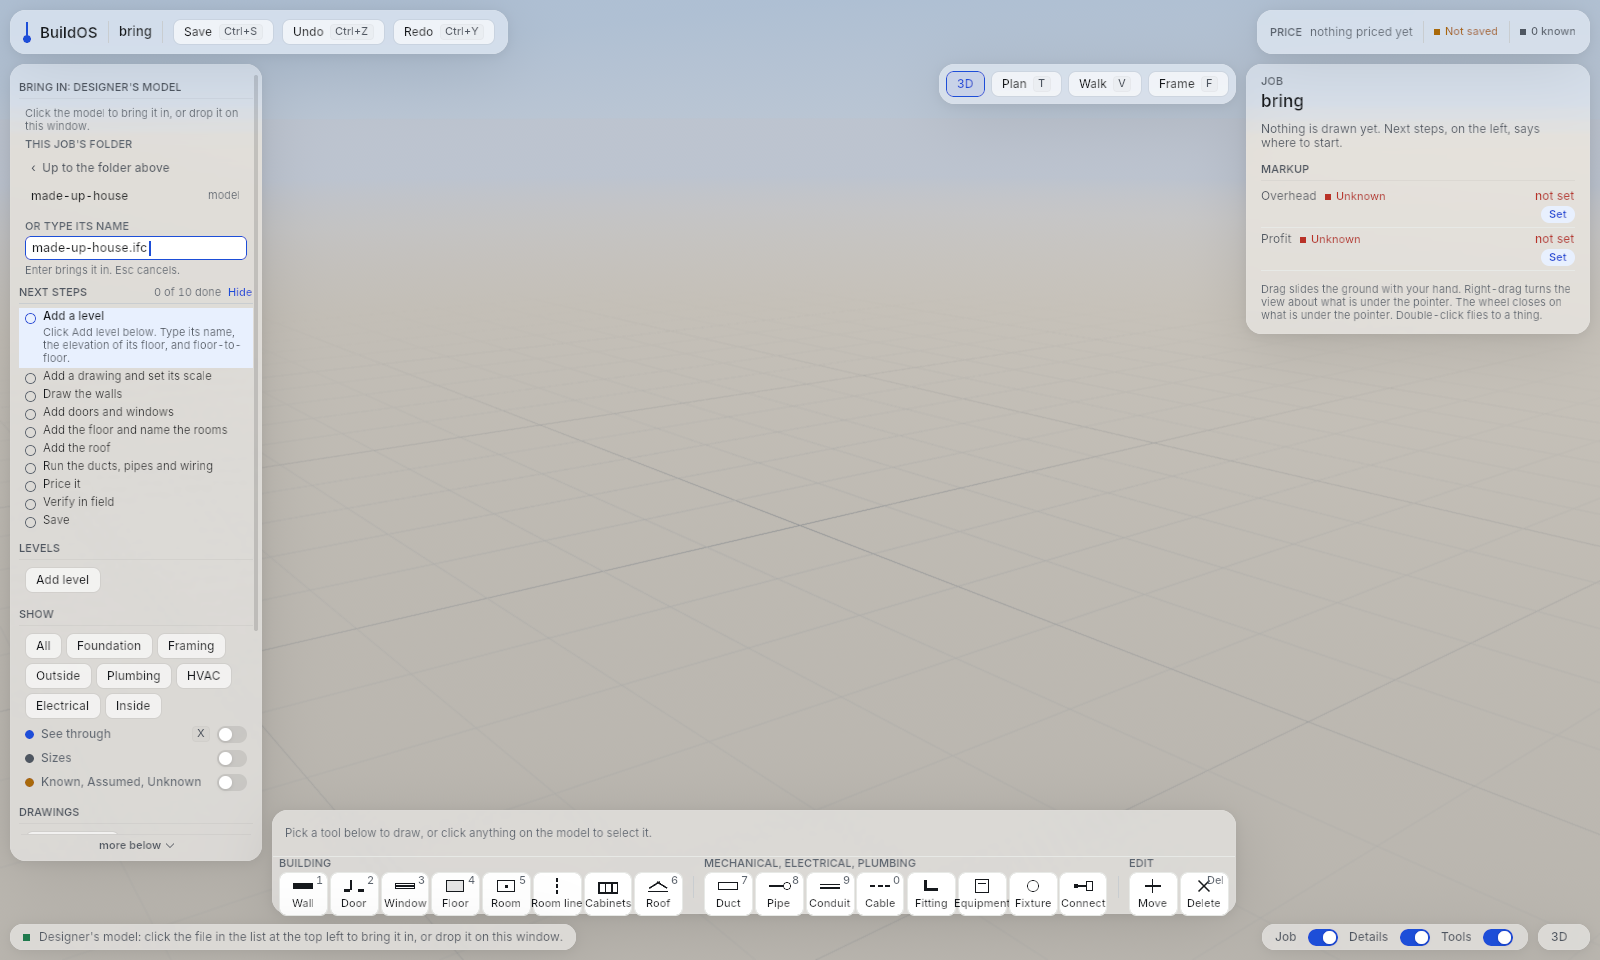 BuildOS
bring
Save Ctrl+S
Undo Ctrl+Z
Redo Ctrl+Y
PRICE nothing priced yet
Not saved
0 known
BRING IN: DESIGNER'S MODEL
Click the model to bring it in, or drop it on
this window.
THIS JOB'S FOLDER
‹ Up to the folder above
made-up-house model
OR TYPE ITS NAME
made-up-house.ifc
Enter brings it in. Esc cancels.
NEXT STEPS 0 of 10 done Hide
Add a level
Click Add level below. Type its name,
the elevation of its floor, and floor-to-
floor.
Add a drawing and set its scale
Draw the walls
Add doors and windows
Add the floor and name the rooms
Add the roof
Run the ducts, pipes and wiring
Price it
Verify in field
Save
LEVELS
Add level
SHOW
All Foundation Framing
Outside Plumbing HVAC
Electrical Inside
See through X
Sizes
Known, Assumed, Unknown
DRAWINGS
more below
3D
Plan T
Walk V
Frame F
JOB
bring
Nothing is drawn yet. Next steps, on the left, says
where to start.
MARKUP
Overhead Unknown not set
Set
Profit Unknown not set
Set
Drag slides the ground with your hand. Right-drag turns the
view about what is under the pointer. The wheel closes on
what is under the pointer. Double-click flies to a thing.
Pick a tool below to draw, or click anything on the model to select it.
BUILDING
1 Wall
2 Door
3 Window
4 Floor
5 Room
Room line
Cabinets
6 Roof
MECHANICAL, ELECTRICAL, PLUMBING
7 Duct
8 Pipe
9 Conduit
0 Cable
Fitting
Equipment
Fixture
Connect
EDIT
Move
Del Delete
Designer's model: click the file in the list at the top left to bring it in, or drop it on this window.
Job Details Tools
3D